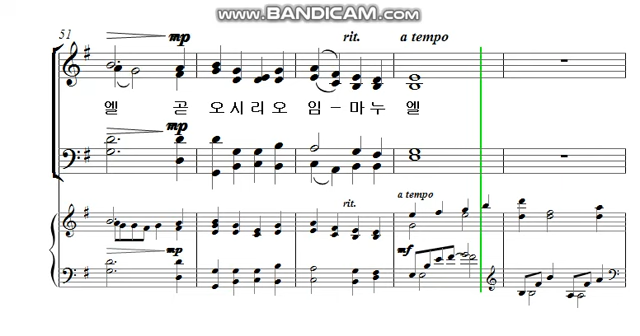 www.BANDICAM.com
51
mp rit. a tempo
엘 곧 오시리오 임 - 마누 엘
mp
rit. a tempo
mp mf